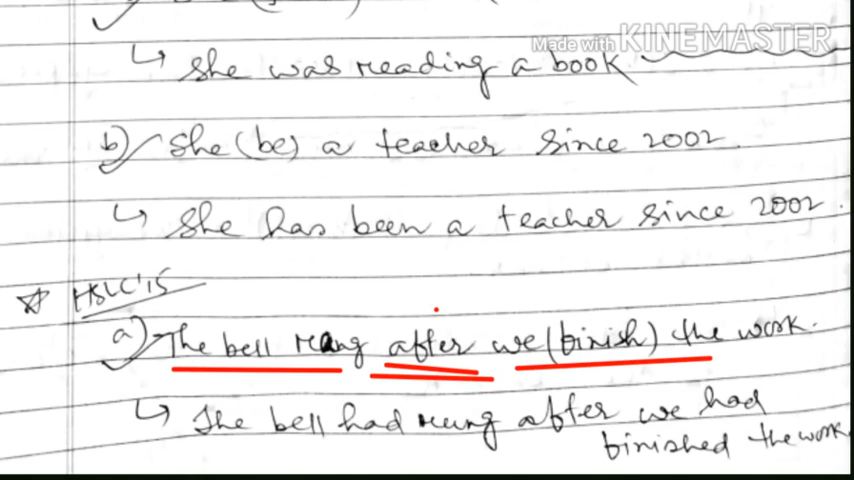 Made with KINEMASTER
↳ She was reading a book
b) She (be) a teacher since 2002.
↳ She has been a teacher since 2002.
☆ HSLC'15
a) The bell rang after we (finish) the work.
↳ The bell had rung after we had
finished the work.